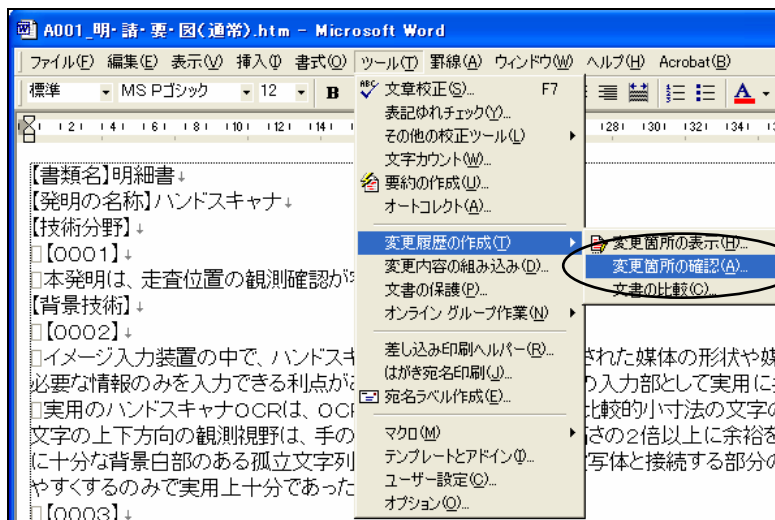 A001_明・請・要・図(通常).htm - Microsoft Word
ファイル(F) 編集(E) 表示(V) 挿入(I) 書式(O) ツール(T) 罫線(A) ウィンドウ(W) ヘルプ(H) Acrobat(B)
標準 MS Pゴシック 12 B A
121 141 161 181 1101 1121 1141 1281 1301 1321 1341
文章校正(S)... F7
表記ゆれチェック(Y)...
その他の校正ツール(L)
文字カウント(W)...
要約の作成(U)...
オートコレクト(A)...
変更履歴の作成(T)
変更内容の組み込み(D)...
文書の保護(P)...
オンライン グループ作業(N)
差し込み印刷ヘルパー(R)...
はがき宛名印刷(J)...
宛名ラベル作成(E)...
マクロ(M)
テンプレートとアドイン(I)...
ユーザー設定(C)...
オプション(O)...
変更箇所の表示(H)...
変更箇所の確認(A)...
文書の比較(C)...
【書類名】明細書↓
【発明の名称】ハンドスキャナ↓
【技術分野】↓
【0001】↓
本発明は、走査位置の観測確認が
【背景技術】↓
【0002】↓
イメージ入力装置の中で、ハンドスキ された媒体の形状や媒
必要な情報のみを入力できる利点が の入力部として実用に
実用のハンドスキャナOCRは、OC 比較的小寸法の文字の
文字の上下方向の観測視野は、手の さの2倍以上に余裕を
に十分な背景白部のある孤立文字列 写体と接続する部分の
やすくするのみで実用上十分であった
【0003】↓